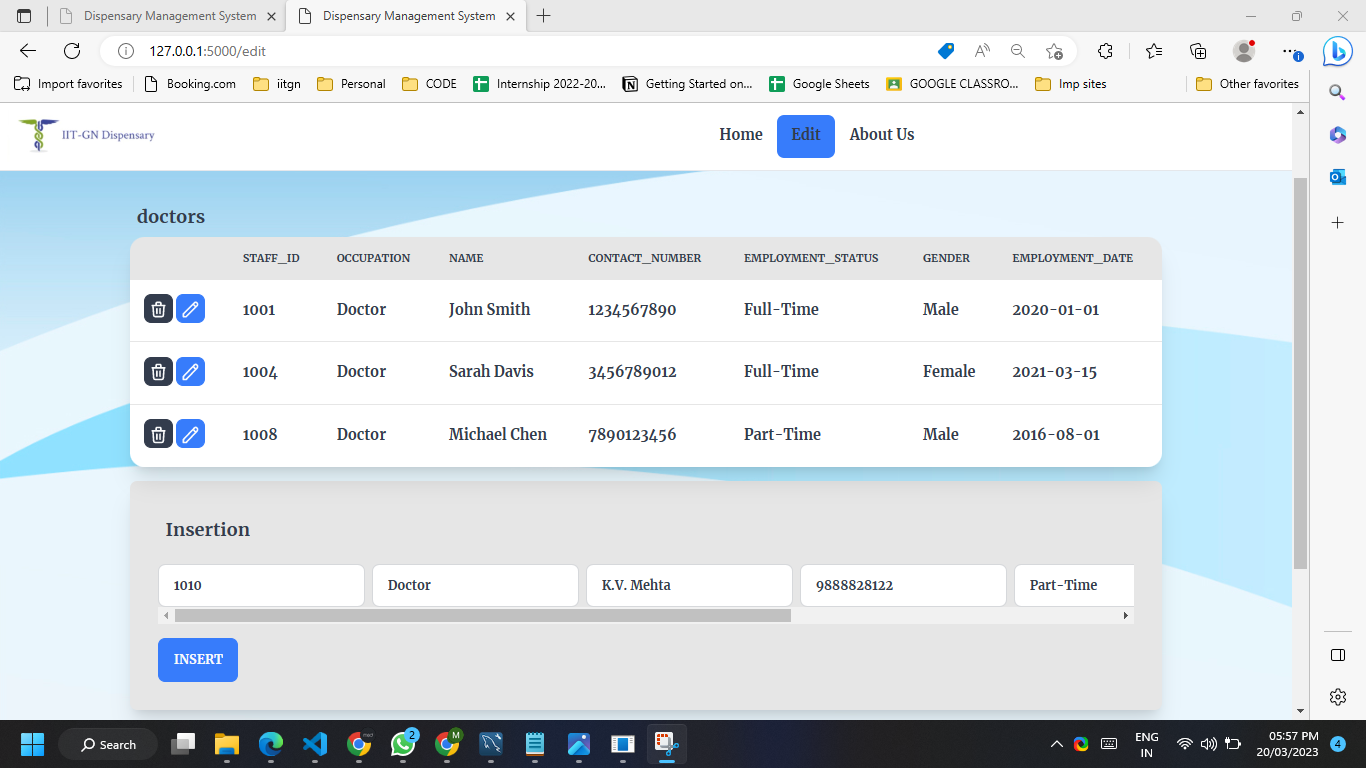 Dispensary Management System
Dispensary Management System
127.0.0.1:5000/edit
Import favorites
Booking.com
iitgn
Personal
CODE
Internship 2022-20...
Getting Started on...
Google Sheets
GOOGLE CLASSRO...
Imp sites
Other favorites
IIT-GN Dispensary
Home Edit About Us
doctors
STAFF_ID OCCUPATION NAME CONTACT_NUMBER EMPLOYMENT_STATUS GENDER EMPLOYMENT_DATE
1001 Doctor John Smith 1234567890 Full-Time Male 2020-01-01
1004 Doctor Sarah Davis 3456789012 Full-Time Female 2021-03-15
1008 Doctor Michael Chen 7890123456 Part-Time Male 2016-08-01
Insertion
1010 Doctor K.V. Mehta 9888828122 Part-Time
INSERT
Search
2
M
ENG
IN
05:57 PM
20/03/2023
4